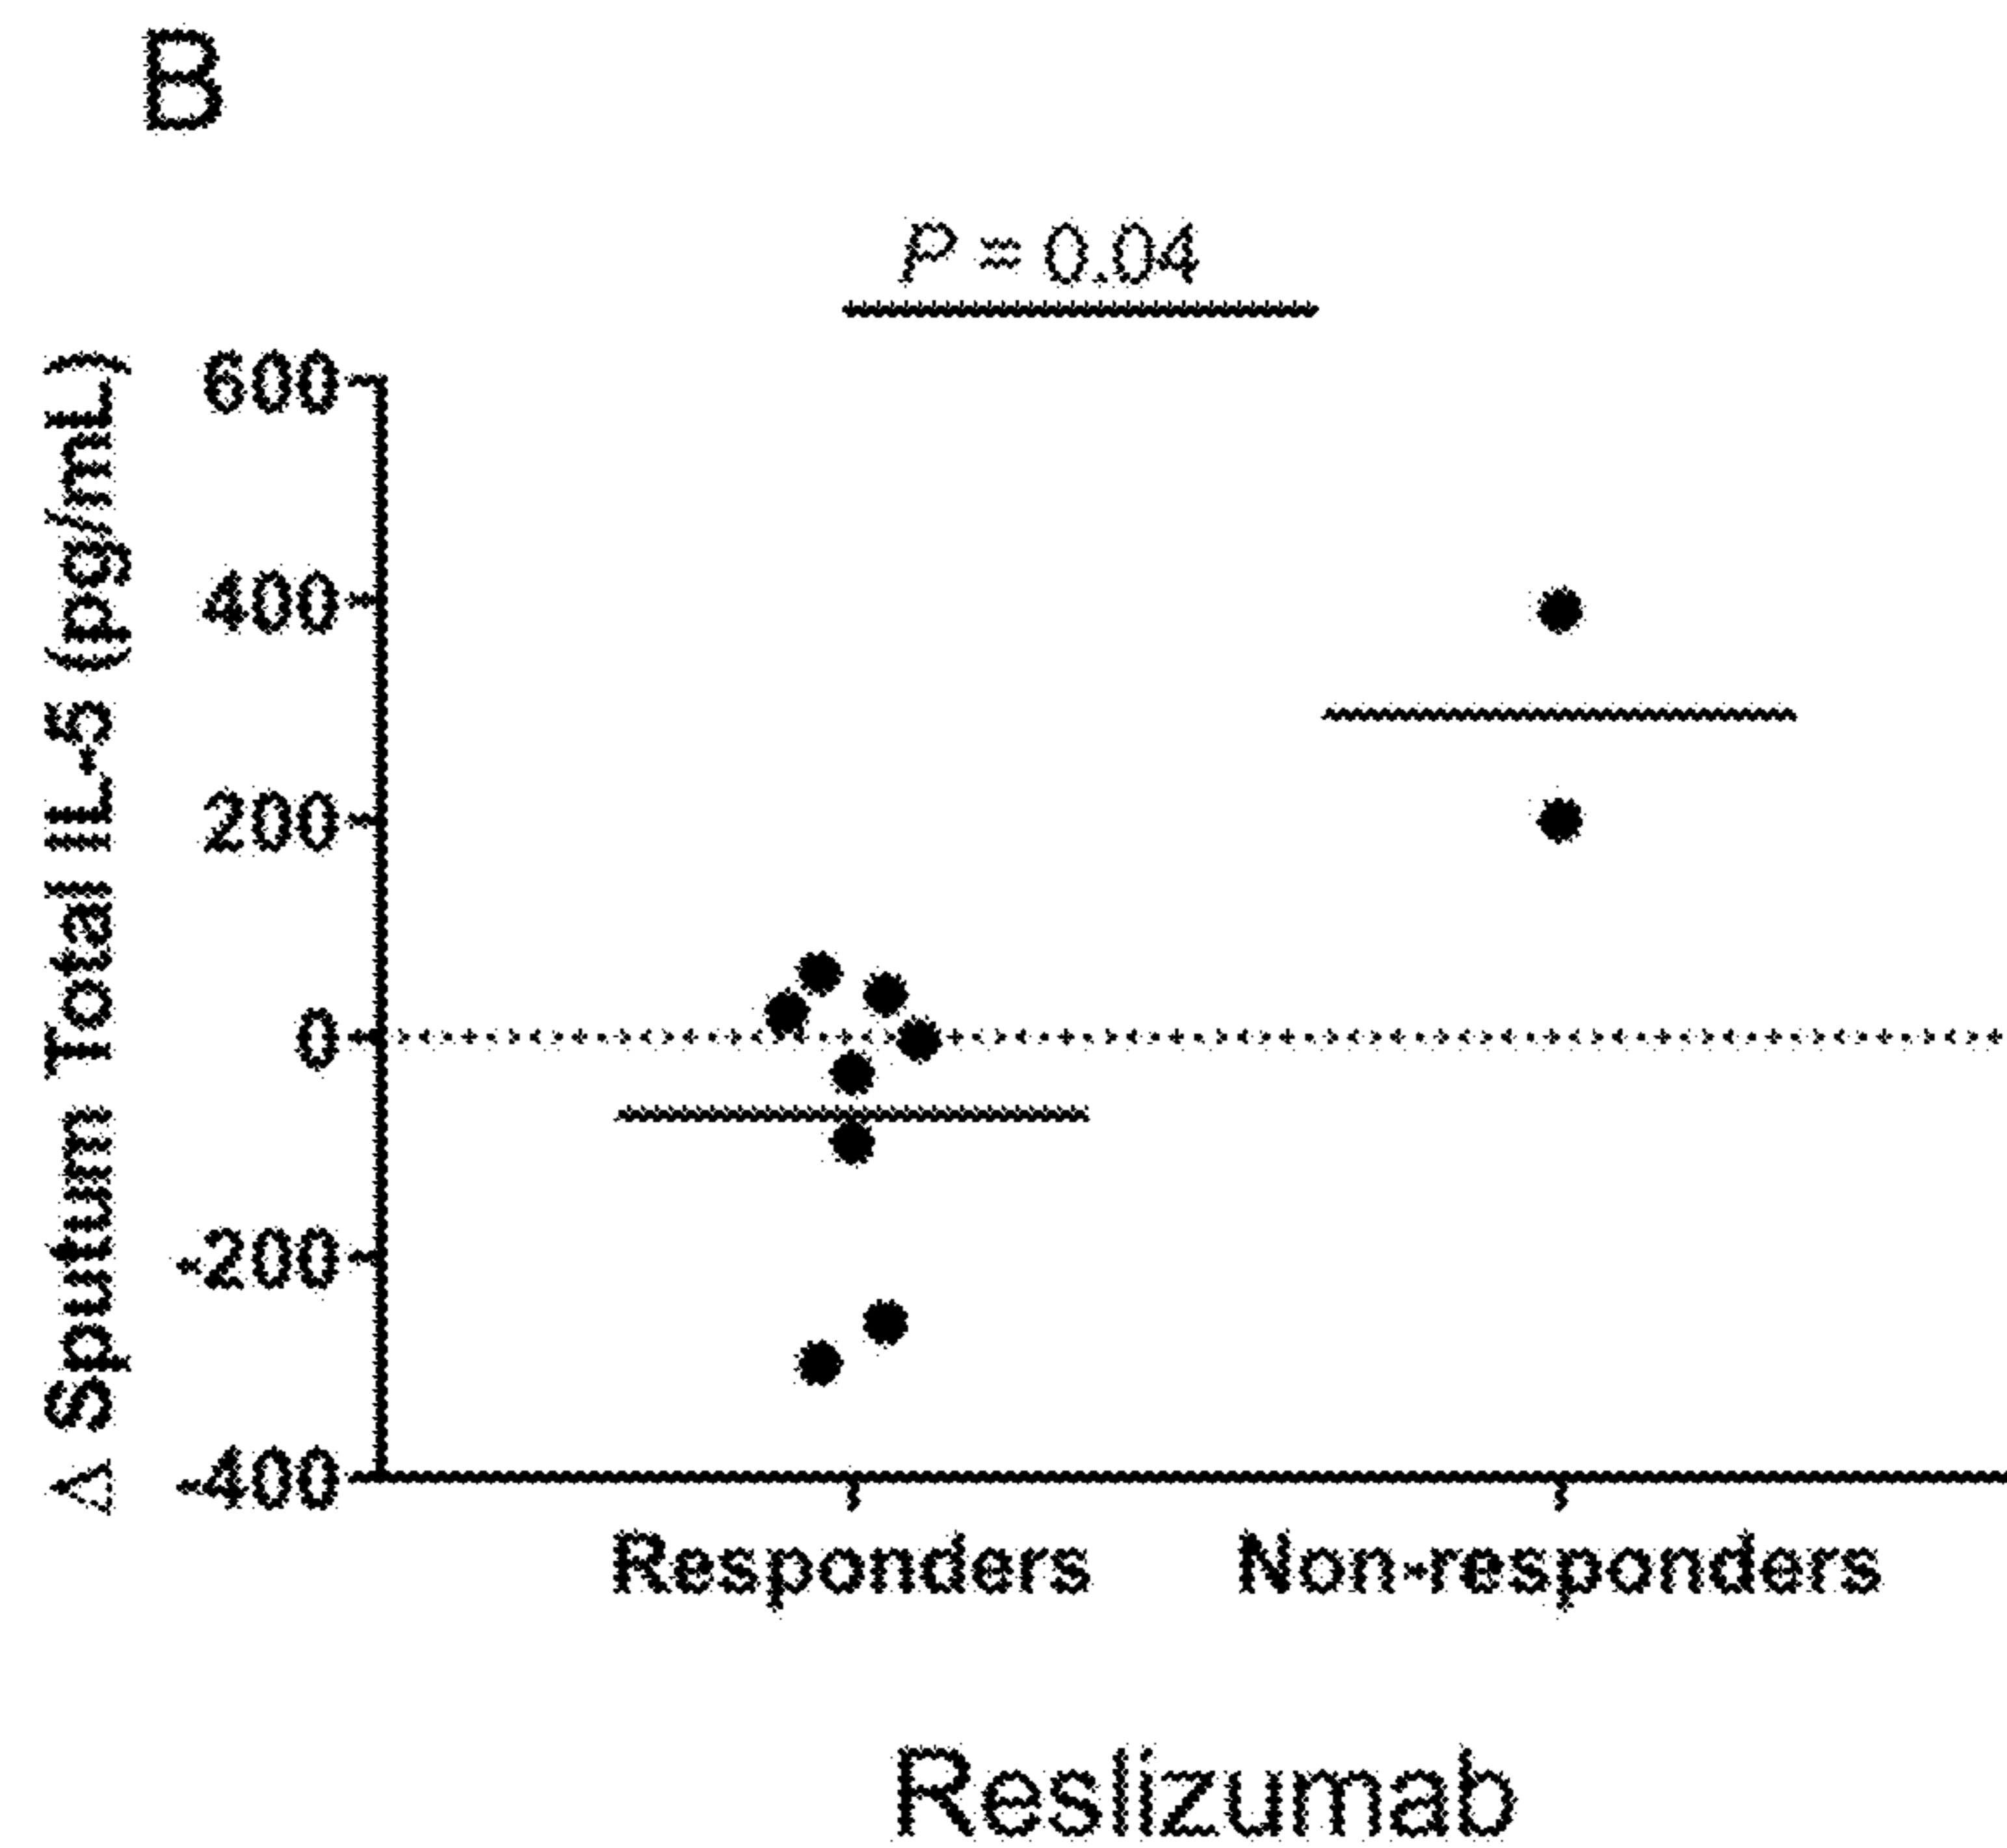 B
P = 0.04
Δ Sputum Total IL-5 (pg/mL)
600
400
200
0
-200
-400
Responders Non-responders
Reslizumab